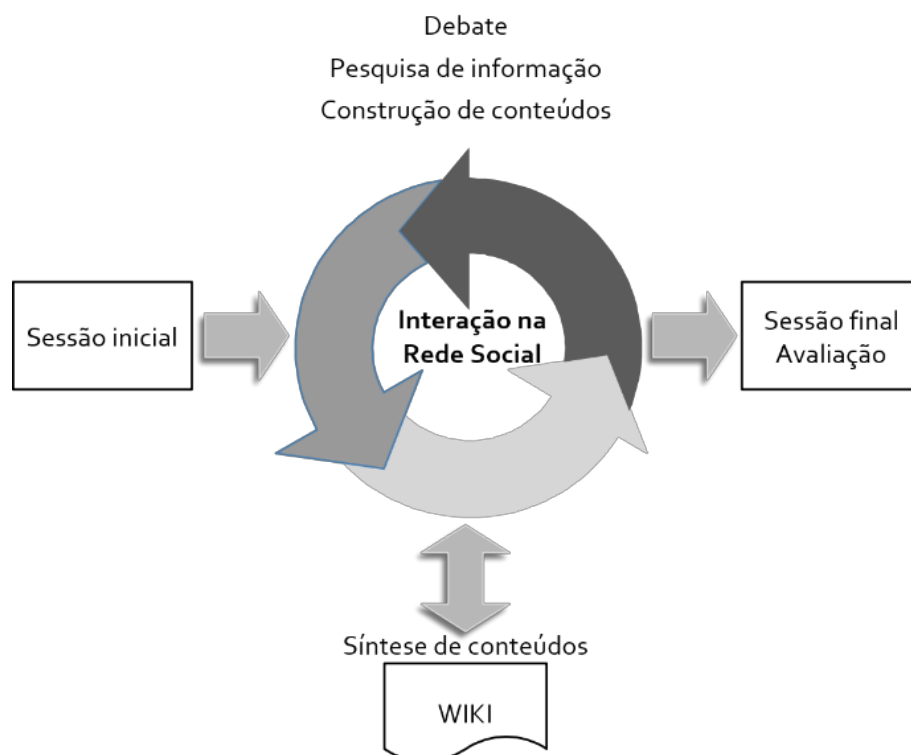 Debate
Pesquisa de informação
Construção de conteúdos
Sessão inicial
Interação na
Rede Social
Sessão final
Avaliação
Síntese de conteúdos
WIKI